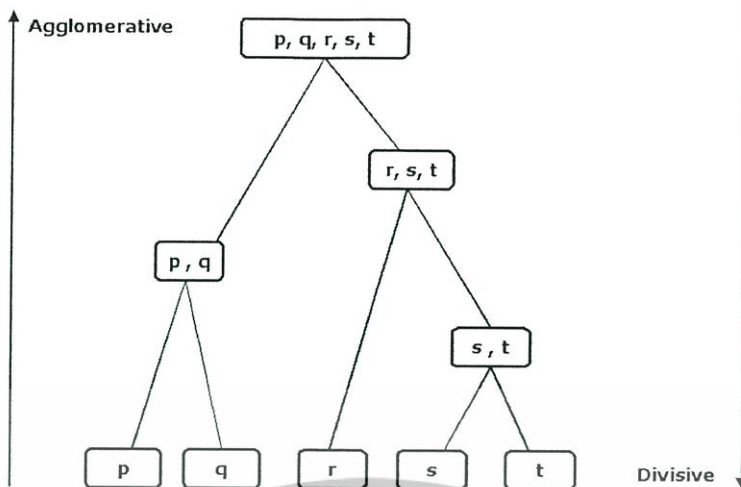 Agglomerative
p, q, r, s, t
r, s, t
p , q
s , t
p
q
r
s
t
Divisive